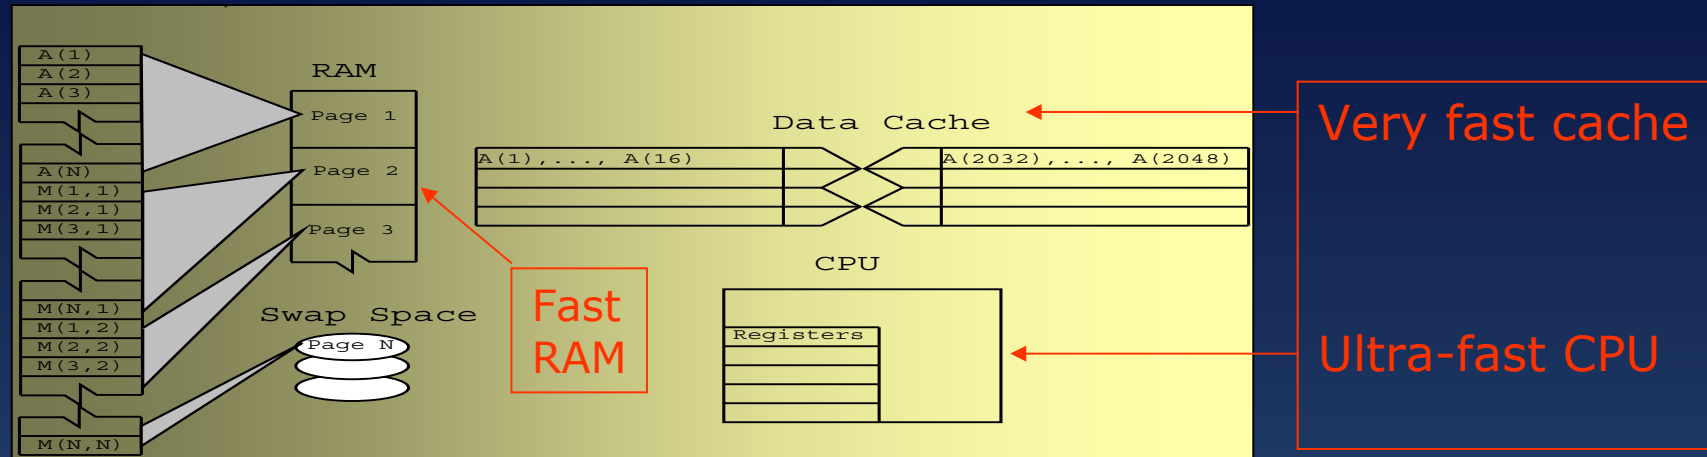 A(1)
A(2)
A(3)
A(N)
M(1,1)
M(2,1)
M(3,1)
M(N,1)
M(1,2)
M(2,2)
M(3,2)
M(N,N)
RAM
Page 1
Page 2
Page 3
Swap Space
Page N
Fast
RAM
Data Cache
A(1),..., A(16)
A(2032),..., A(2048)
CPU
Registers
Very fast cache
Ultra-fast CPU